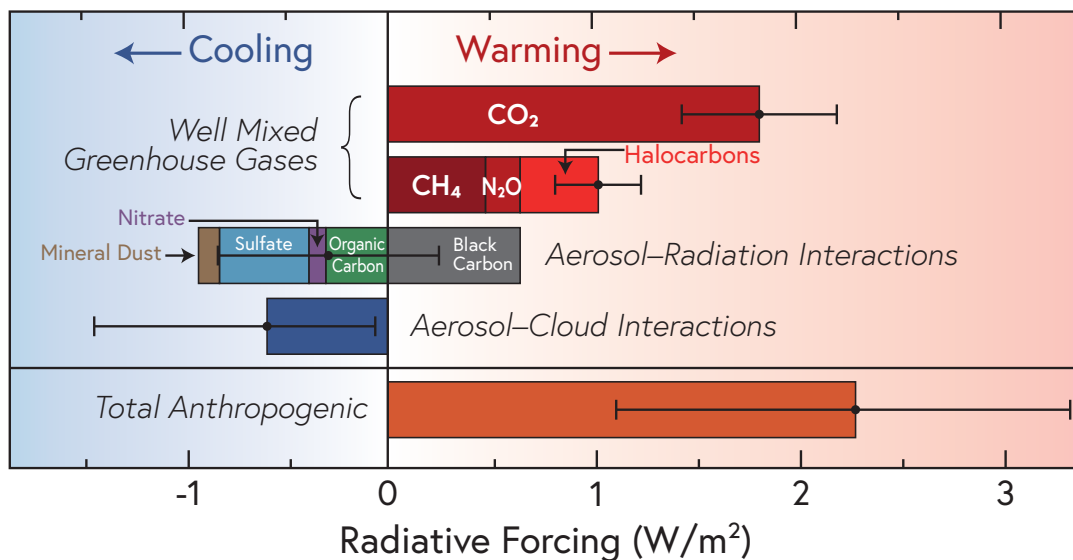 Cooling
Warming
CO₂
Well Mixed
Greenhouse Gases
Halocarbons
CH₄
N₂O
Nitrate
Mineral Dust
Sulfate
Organic
Carbon
Black
Carbon
Aerosol–Radiation Interactions
Aerosol–Cloud Interactions
Total Anthropogenic
-1
0
1
2
3
Radiative Forcing (W/m²)